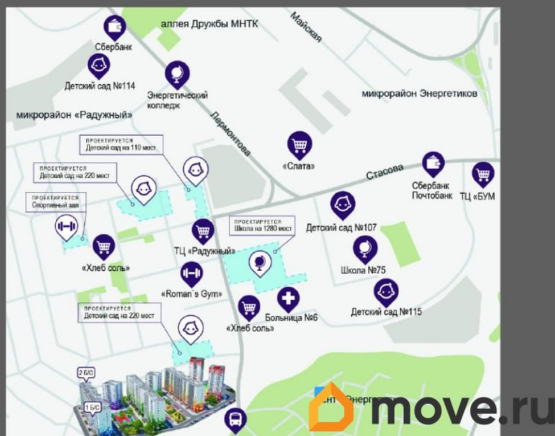 аллея Дружбы МНТК
Майская
Сбербанк
Детский сад №114
Энергетический
колледж
микрорайон Энергетиков
микрорайон «Радужный»
Лермонтова
ПРОЕКТИРУЕТСЯ
Детский сад на 110 мест
«Слата»
Стасова
ПРОЕКТИРУЕТСЯ
Детский сад на 220 мест
Сбербанк
Почтобанк
ТЦ «БУМ
ПРОЕКТИРУЕТСЯ
Спортивный зал
ПРОЕКТИРУЕТСЯ
Школа на 1280 мест
Детский сад №107
ТЦ «Радужный»
«Хлеб соль»
Школа №75
«Roman`s Gym»
«Хлеб соль»
Больница №6
Детский сад №115
ПРОЕКТИРУЕТСЯ
Детский сад на 220 мест
2 Б/С
1 Б/С
move.ru